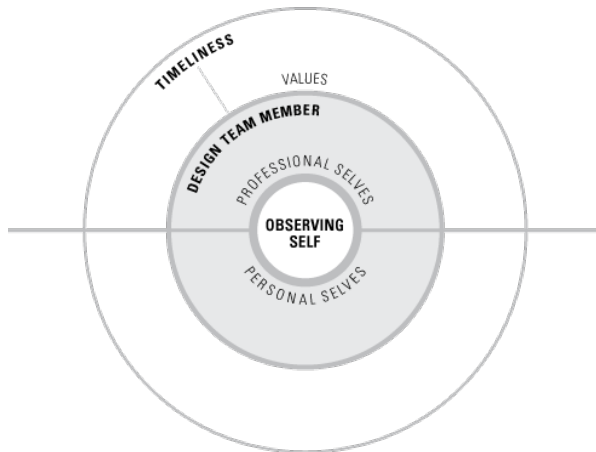 TIMELINESS
VALUES
DESIGN TEAM MEMBER
PROFESSIONAL SELVES
OBSERVING
SELF
PERSONAL SELVES